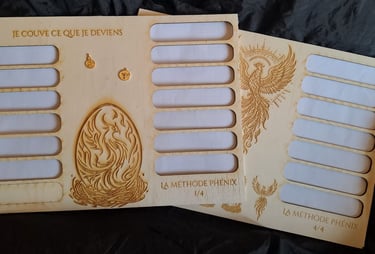 JE COUVE CE QUE JE DEVIENS
LA MÉTHODE PHÉNIX
1/4
LA MÉTHODE PHÉNIX
4/4